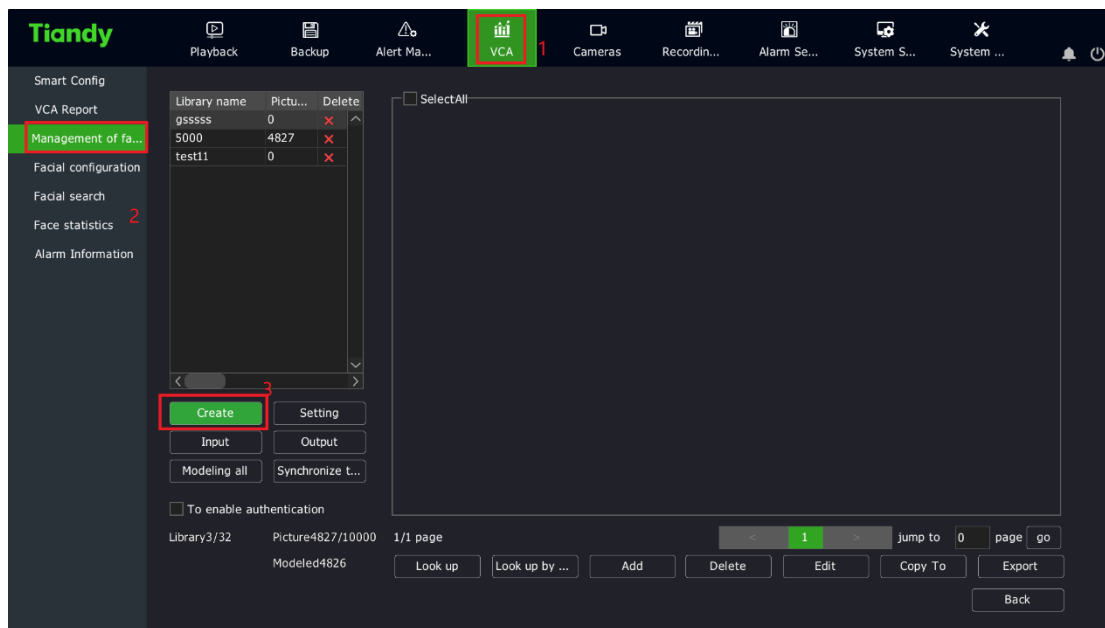 Tiandy
Playback
Backup
Alert Ma...
VCA
1
Cameras
Recordin...
Alarm Se...
System S...
System ...
Smart Config
VCA Report
Management of fa...
Facial configuration
Facial search
Face statistics
2
Alarm Information
Library name Pictu... Delete
gsssss 0
5000 4827
test11 0
3
Create Setting
Input Output
Modeling all Synchronize t...
To enable authentication
Library3/32 Picture4827/10000
Modeled4826
SelectAll
1/1 page < 1 > jump to 0 page go
Look up Look up by ... Add Delete Edit Copy To Export
Back